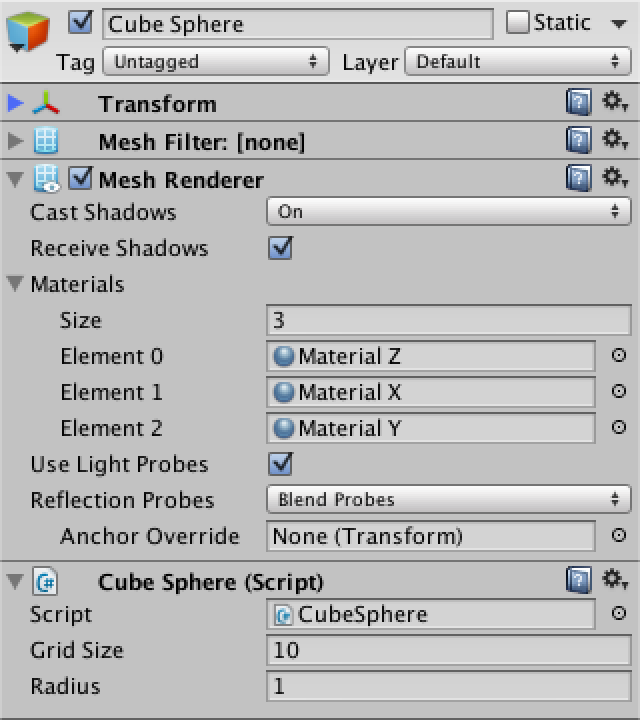 Cube Sphere Static
Tag Untagged Layer Default
Transform
Mesh Filter: [none]
Mesh Renderer
Cast Shadows On
Receive Shadows
Materials
Size 3
Element 0 Material Z
Element 1 Material X
Element 2 Material Y
Use Light Probes
Reflection Probes Blend Probes
Anchor Override None (Transform)
C# Cube Sphere (Script)
Script C# CubeSphere
Grid Size 10
Radius 1